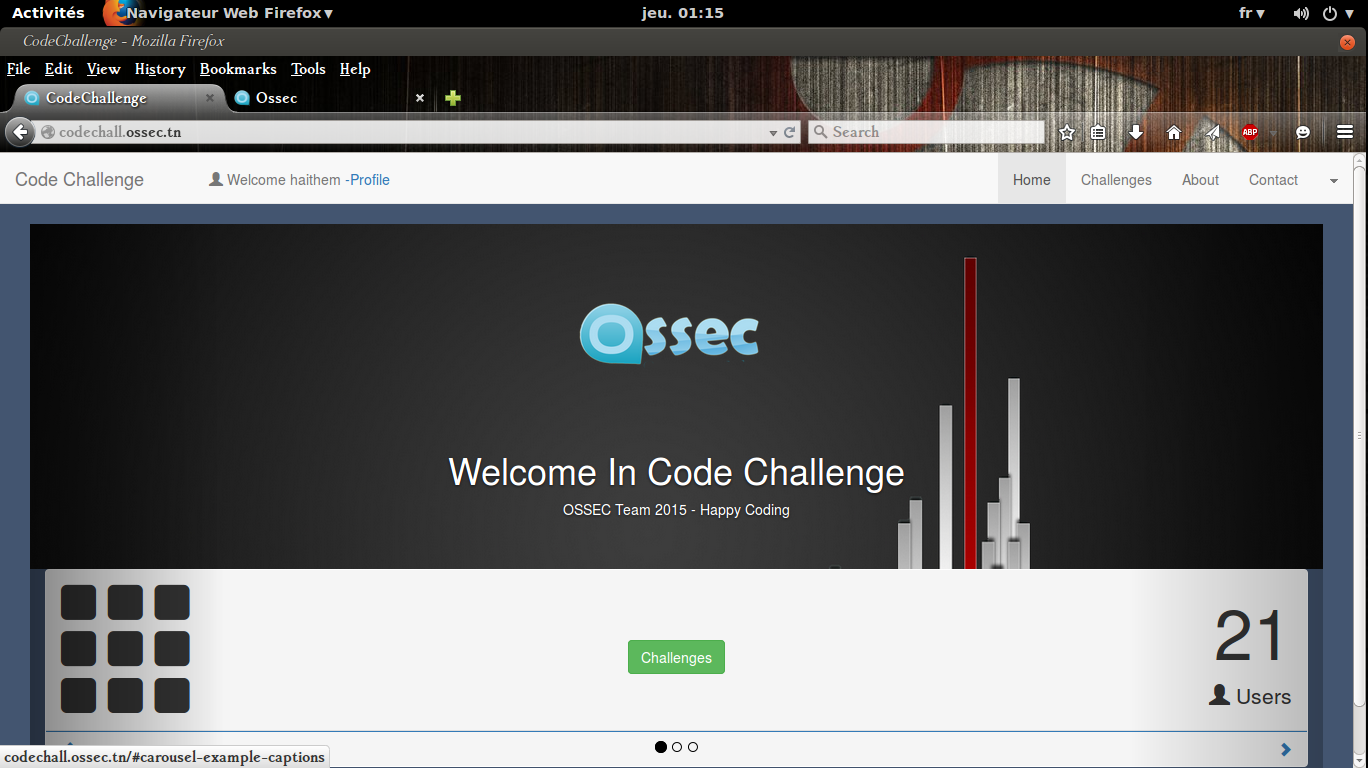 Activités Navigateur Web Firefox jeu. 01:15 fr
CodeChallenge - Mozilla Firefox
File Edit View History Bookmarks Tools Help
CodeChallenge Ossec
codechall.ossec.tn Search ABP
Code Challenge Welcome haithem -Profile Home Challenges About Contact
Ossec
Welcome In Code Challenge
OSSEC Team 2015 - Happy Coding
21
Challenges
Users
codechall.ossec.tn/#carousel-example-captions